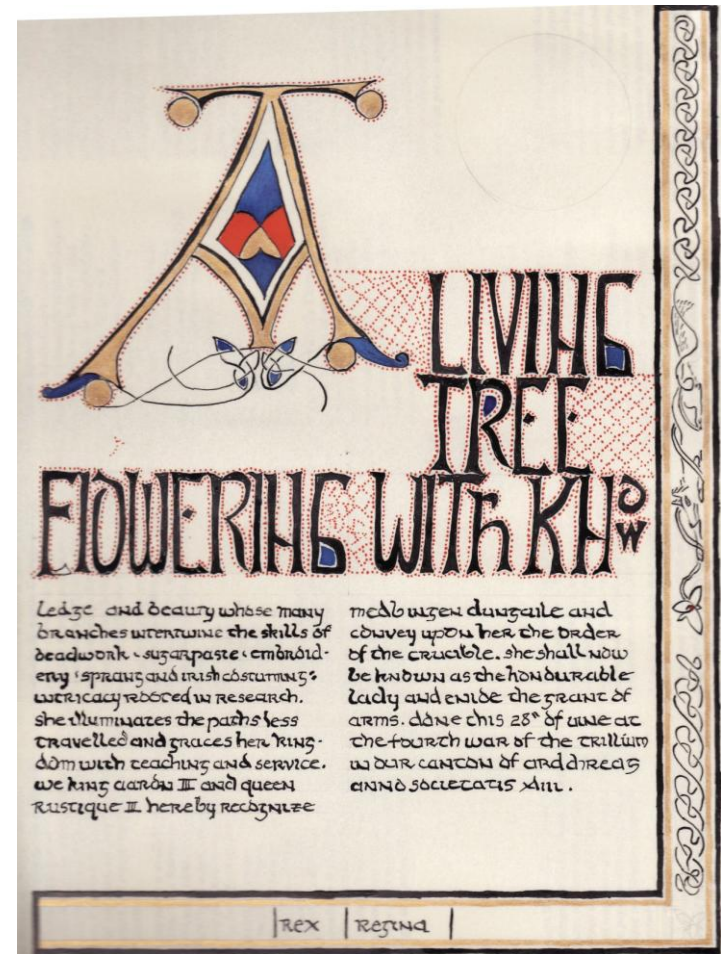 A
LIVING
TREE
FLOWERING WITH KNOW
ledge and beauty whose many
branches intertwine the skills of
beadwork · sugarpaste · embroid-
ery · sprang and irish costuming:
intricacy rooted in research.
she illuminates the paths less
travelled and graces her king-
dom with teaching and service.
we king aaron III and queen
rustique II hereby recognize
medb ingen dungaile and
convey upon her the order
of the crucible. she shall now
be known as the honourable
lady and the grant of
arms. done this 28th of iune at
the fourth war of the trillium
in our canton of
anno societatis
rex regina